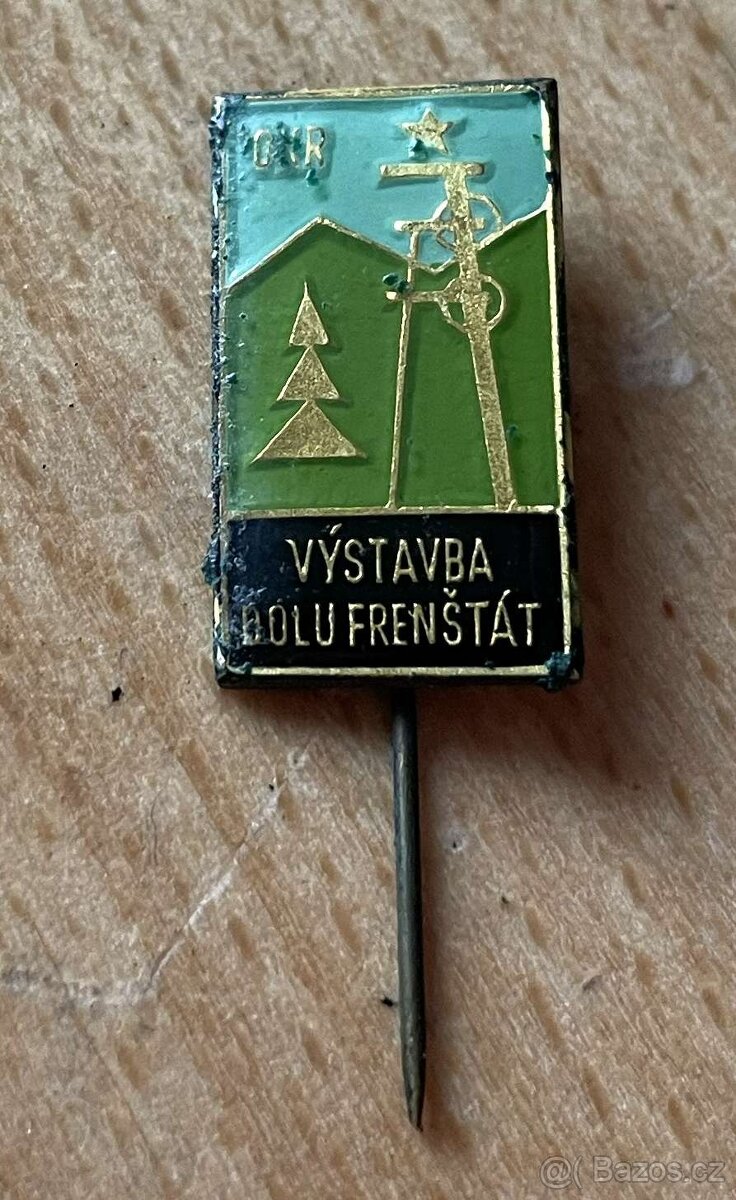 OKR
VÝSTAVBA
DOLU FRENŠTÁT
@ Bazos.cz